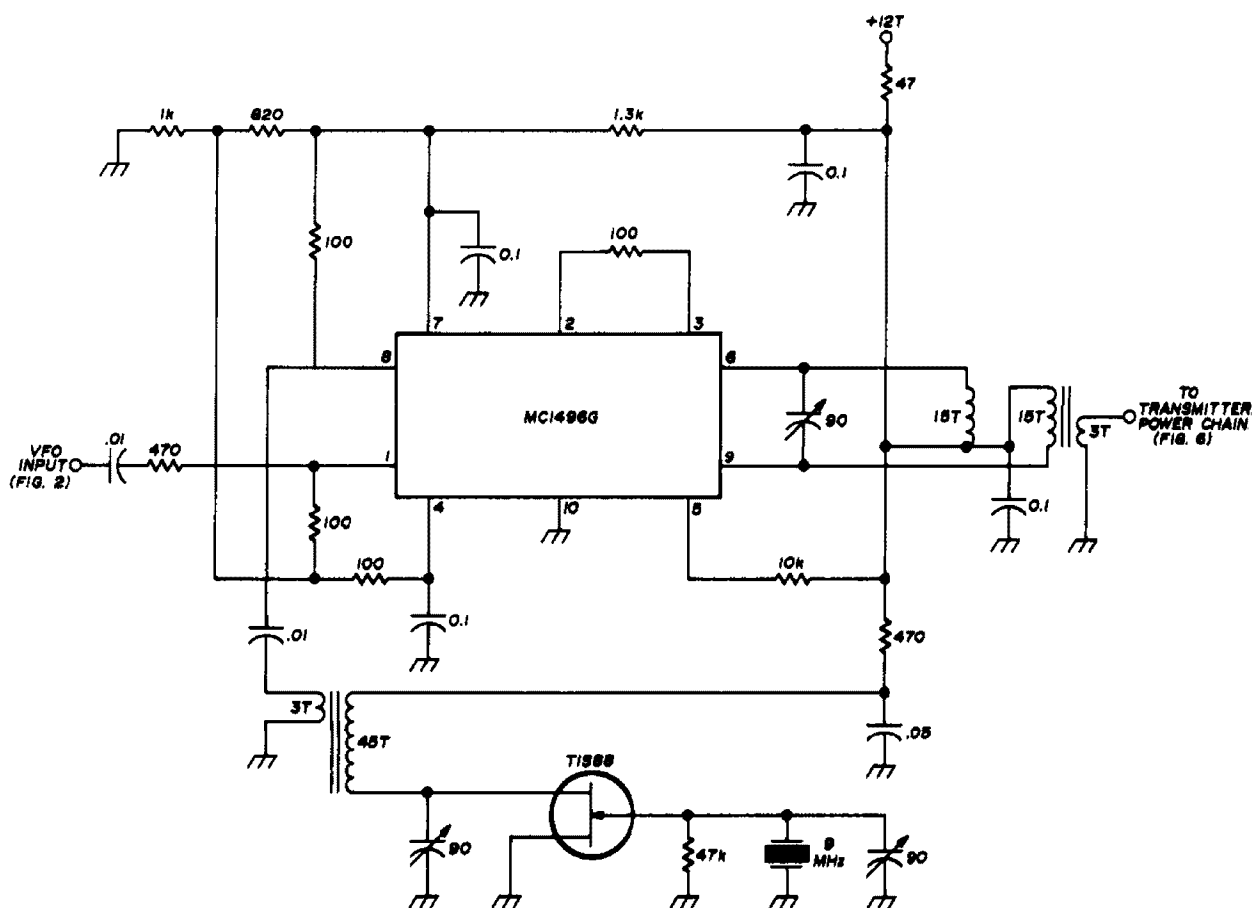 +12T
47
1k
820
1.3k
0.1
100
0.1
100
7
2
3
8
6
MC1496G
90
15T
15T
3T
TO
TRANSMITTER
POWER CHAIN
(FIG. 6)
.01
470
VFO
INPUT
(FIG. 2)
1
9
4
10
5
0.1
100
100
10k
.01
0.1
470
3T
45T
.05
TIS88
90
47k
9
MHz
90